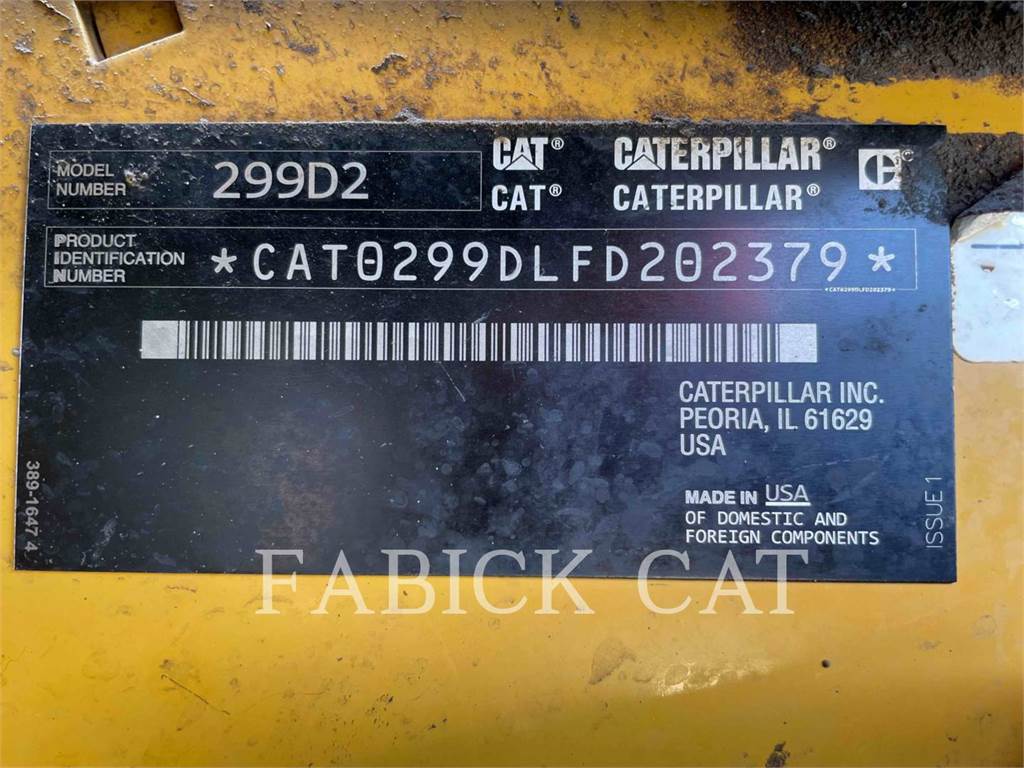 MODEL
NUMBER
299D2
CAT® CATERPILLAR®
CAT® CATERPILLAR®
PRODUCT
IDENTIFICATION
NUMBER
*CAT0299DLFD202379*
*CAT0299DLFD202379*
CATERPILLAR INC.
PEORIA, IL 61629
USA
MADE IN USA
OF DOMESTIC AND
FOREIGN COMPONENTS
389-1647 4
ISSUE 1
FABICK CAT